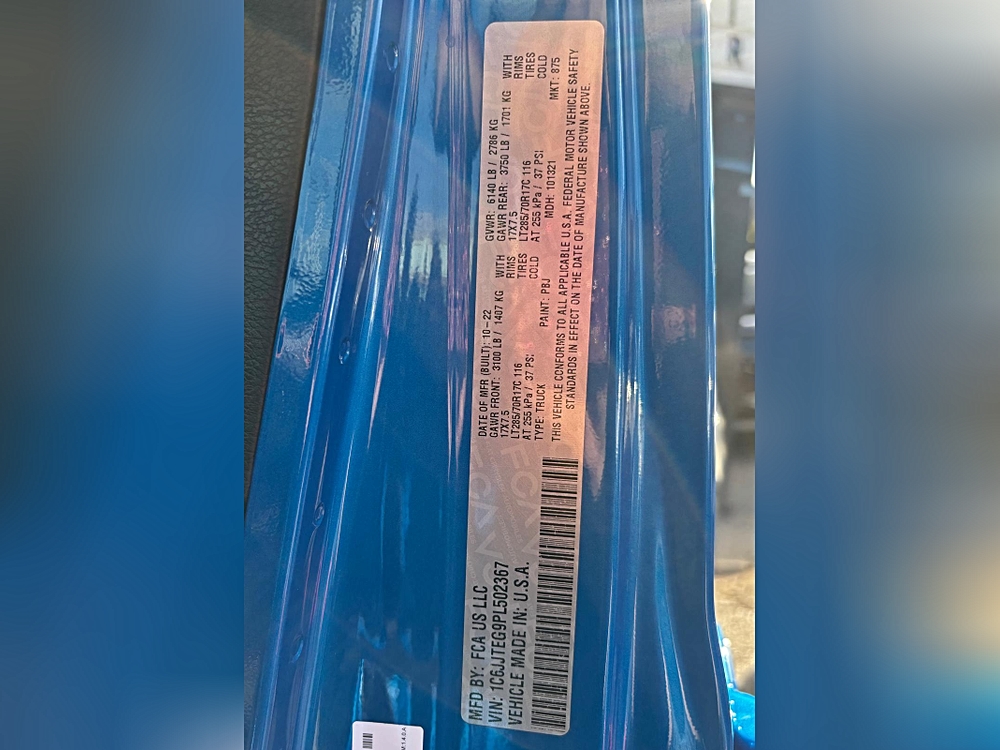 MFD BY: FCA US LLC
VIN: 1C6JJTEG9PL502367
VEHICLE MADE IN: U.S.A.
DATE OF MFR (BUILT): 10-22 GVWR: 6140 LB / 2786 KG
GAWR FRONT: 3100 LB / 1407 KG WITH GAWR REAR: 3750 LB / 1701 KG WITH
17X7.5 RIMS 17X7.5 RIMS
LT285/70R17C 116 TIRES LT285/70R17C 116 TIRES
AT 255 kPa / 37 PSI COLD AT 255 kPa / 37 PSI COLD
TYPE: TRUCK PAINT: PBJ MDH: 101321 MKT: 875
THIS VEHICLE CONFORMS TO ALL APPLICABLE U.S.A. FEDERAL MOTOR VEHICLE SAFETY
STANDARDS IN EFFECT ON THE DATE OF MANUFACTURE SHOWN ABOVE.